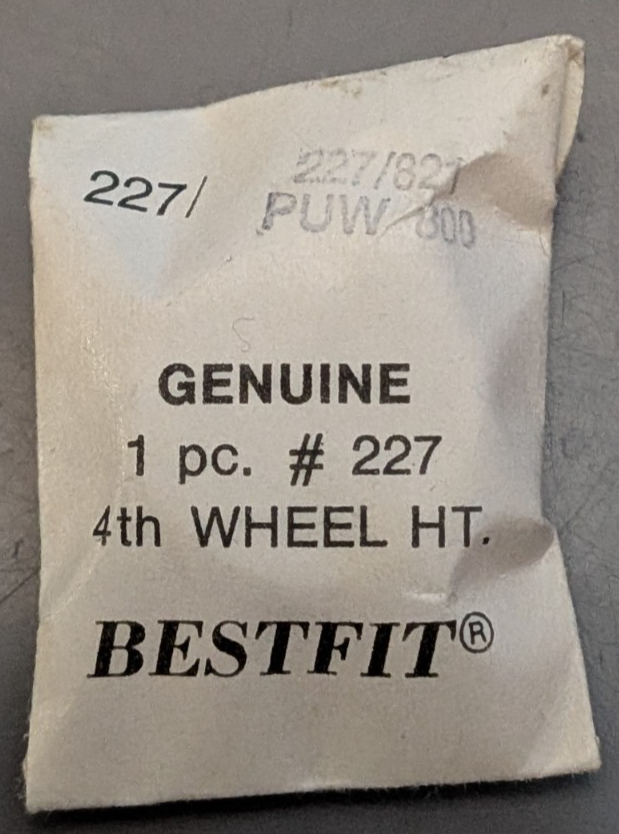 227/
227/821
PUW 800
GENUINE
1 pc. # 227
4th WHEEL HT.
BESTFIT®